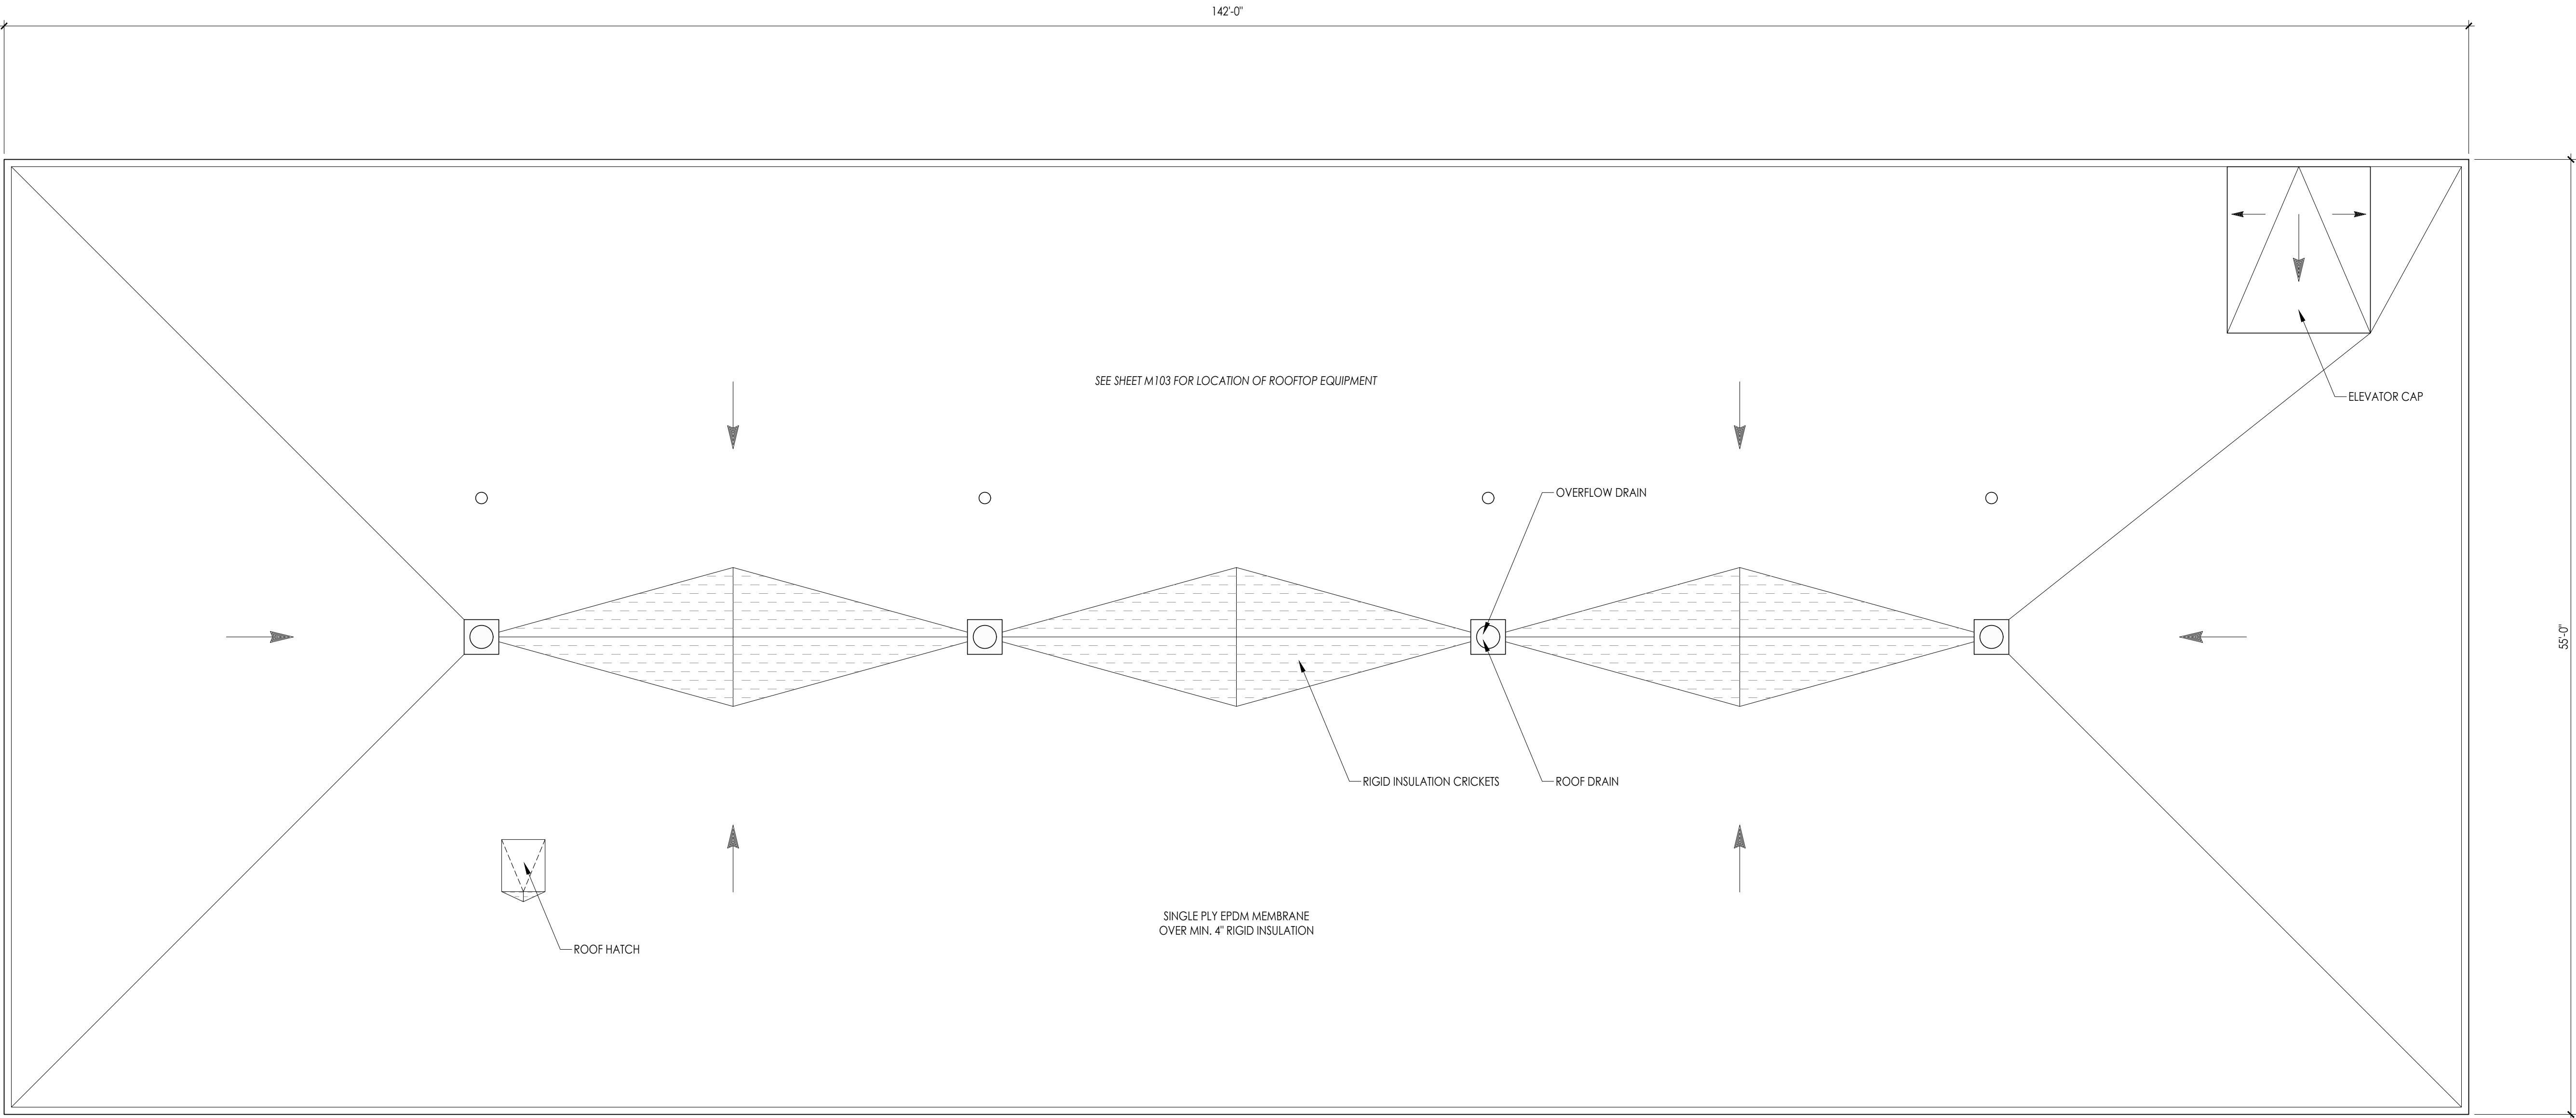 142'-0"
SEE SHEET M103 FOR LOCATION OF ROOFTOP EQUIPMENT
ELEVATOR CAP
OVERFLOW DRAIN
55'-0"
RIGID INSULATION CRICKETS
ROOF DRAIN
SINGLE PLY EPDM MEMBRANE
OVER MIN. 4" RIGID INSULATION
ROOF HATCH